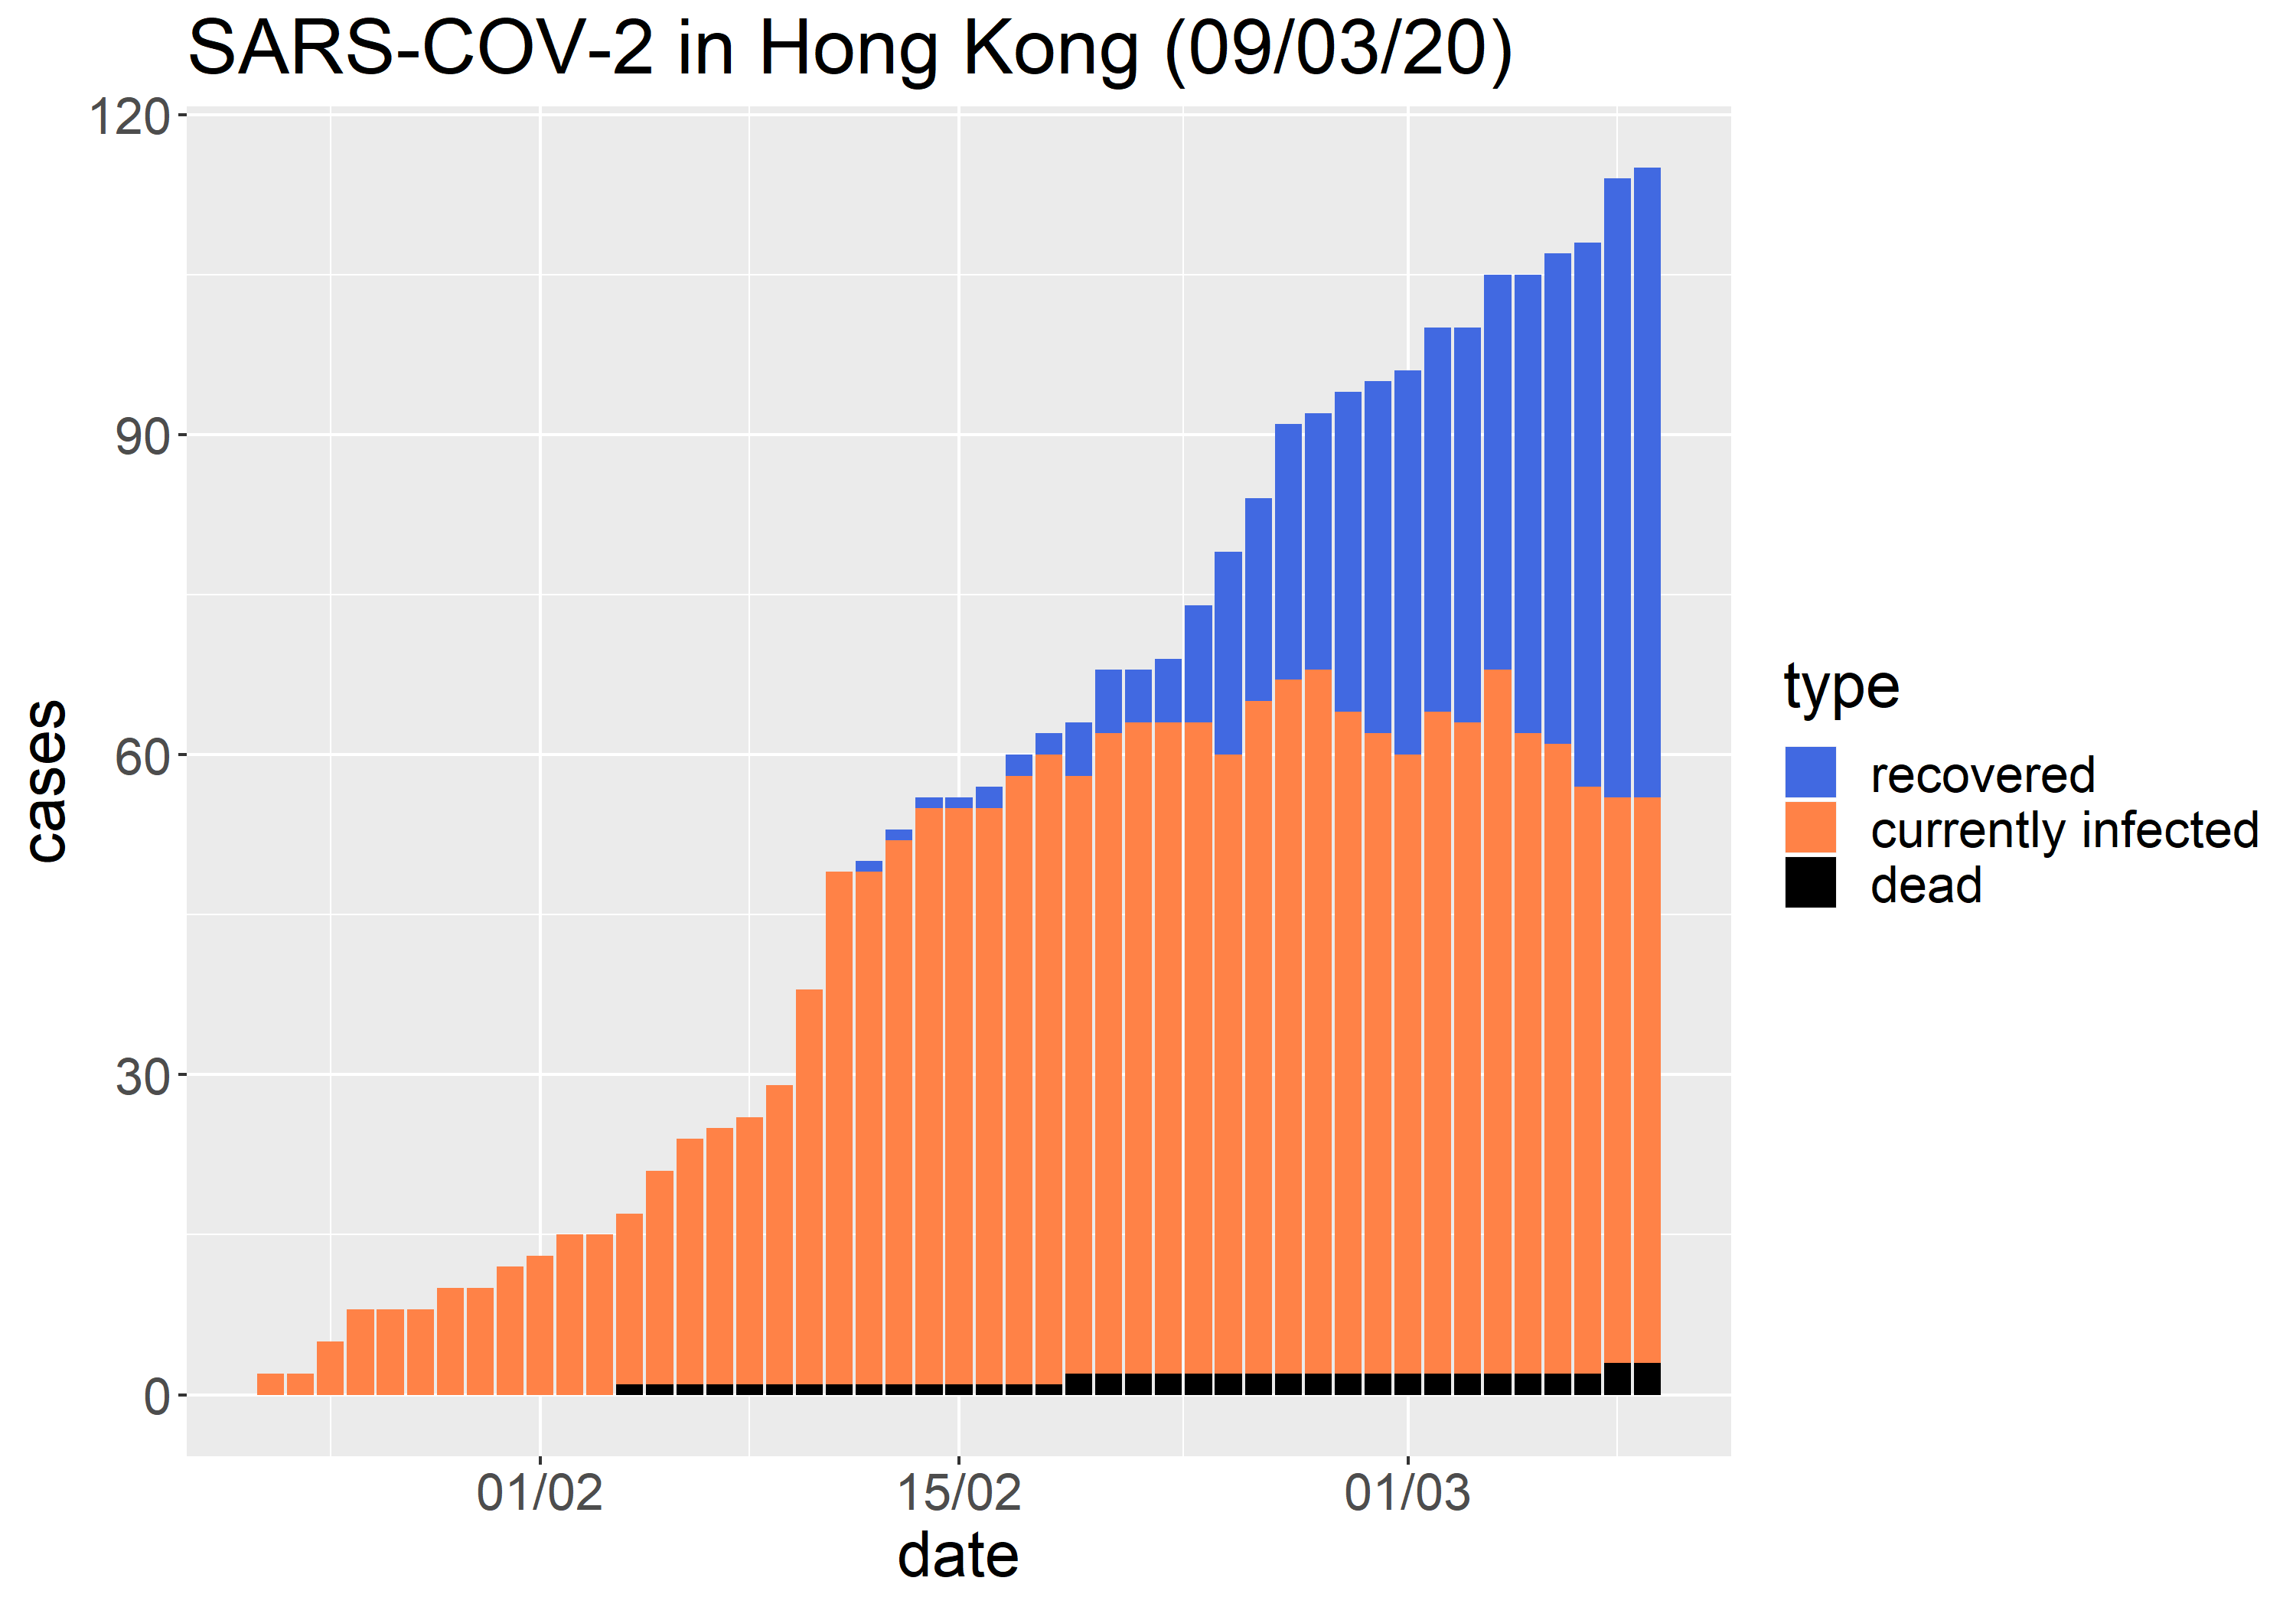 SARS-COV-2 in Hong Kong (09/03/20)
120
90
60
30
0
cases
01/02
15/02
01/03
date
type
recovered
currently infected
dead